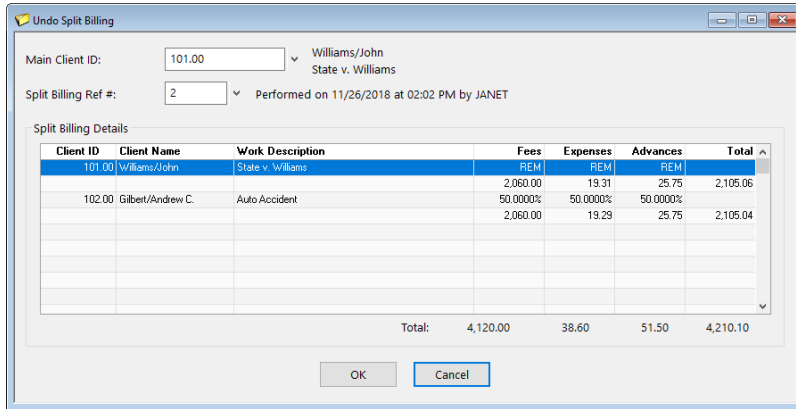 Undo Split Billing
Main Client ID: 101.00 Williams/John
State v. Williams
Split Billing Ref #: 2 Performed on 11/26/2018 at 02:02 PM by JANET
Split Billing Details
Client ID Client Name Work Description Fees Expenses Advances Total
101.00 Williams/John State v. Williams REM REM REM
2,060.00 19.31 25.75 2,105.06
102.00 Gilbert/Andrew C. Auto Accident 50.0000% 50.0000% 50.0000%
2,060.00 19.29 25.75 2,105.04
Total: 4,120.00 38.60 51.50 4,210.10
OK Cancel